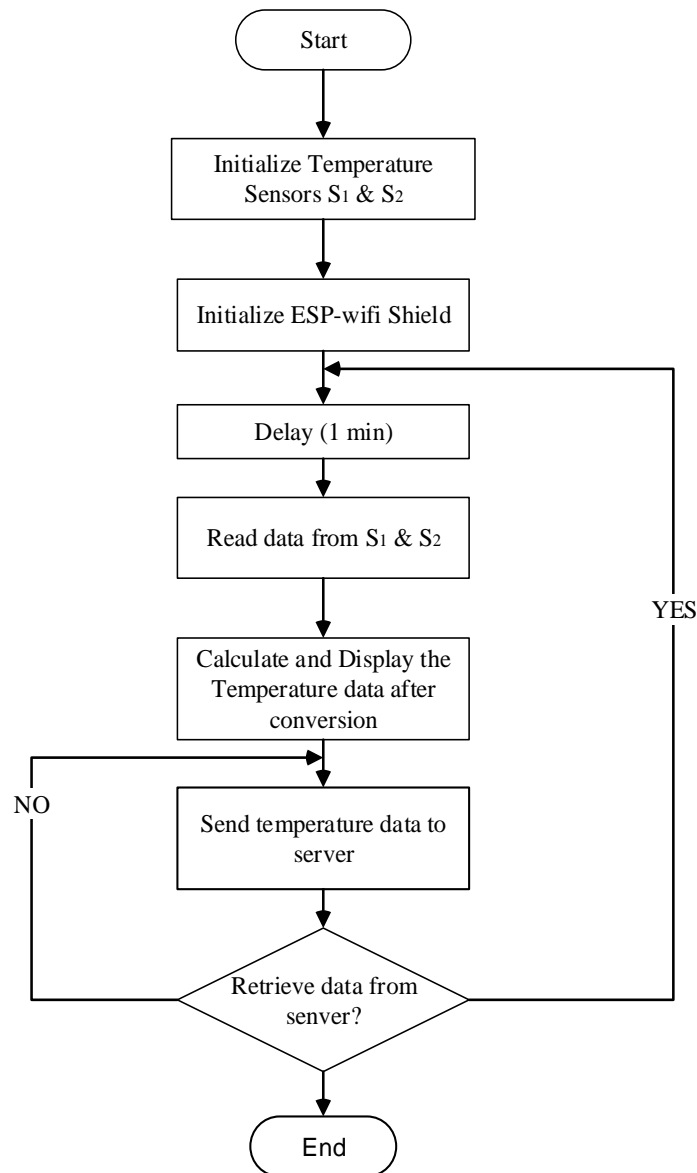 Start
Initialize Temperature
Sensors S1 & S2
Initialize ESP-wifi Shield
Delay (1 min)
Read data from S1 & S2
YES
Calculate and Display the
Temperature data after
conversion
NO
Send temperature data to
server
Retrieve data from
senver?
End